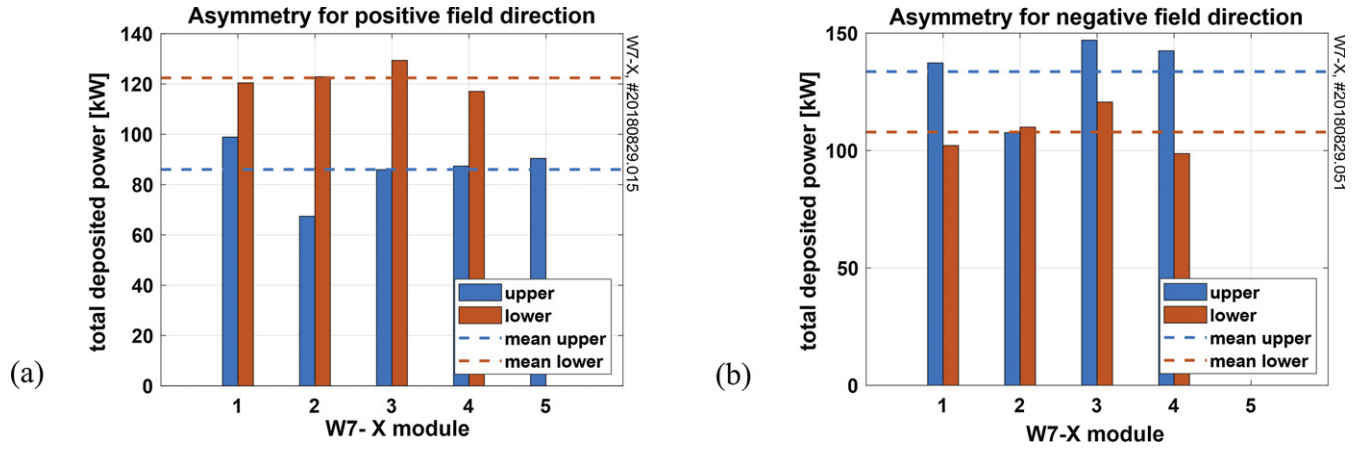 Asymmetry for positive field direction
140
120
100
80
60
40
20
0
total deposited power [kW]
1 2 3 4 5
W7- X module
upper
lower
mean upper
mean lower
W7-X, #20180829.015
(a)
Asymmetry for negative field direction
150
100
50
0
total deposited power [kW]
1 2 3 4 5
W7-X module
upper
lower
mean upper
mean lower
W7-X, #20180829.051
(b)